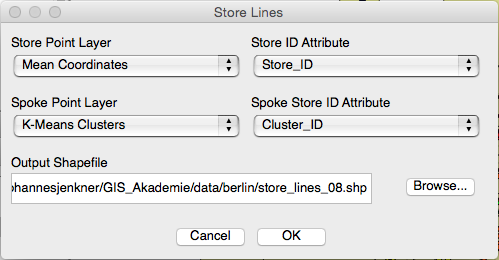 Store Lines
Store Point Layer
Store ID Attribute
Mean Coordinates
Store_ID
Spoke Point Layer
Spoke Store ID Attribute
K-Means Clusters
Cluster_ID
Output Shapefile
ohannesjenkner/GIS_Akademie/data/berlin/store_lines_08.shp
Browse...
Cancel
OK